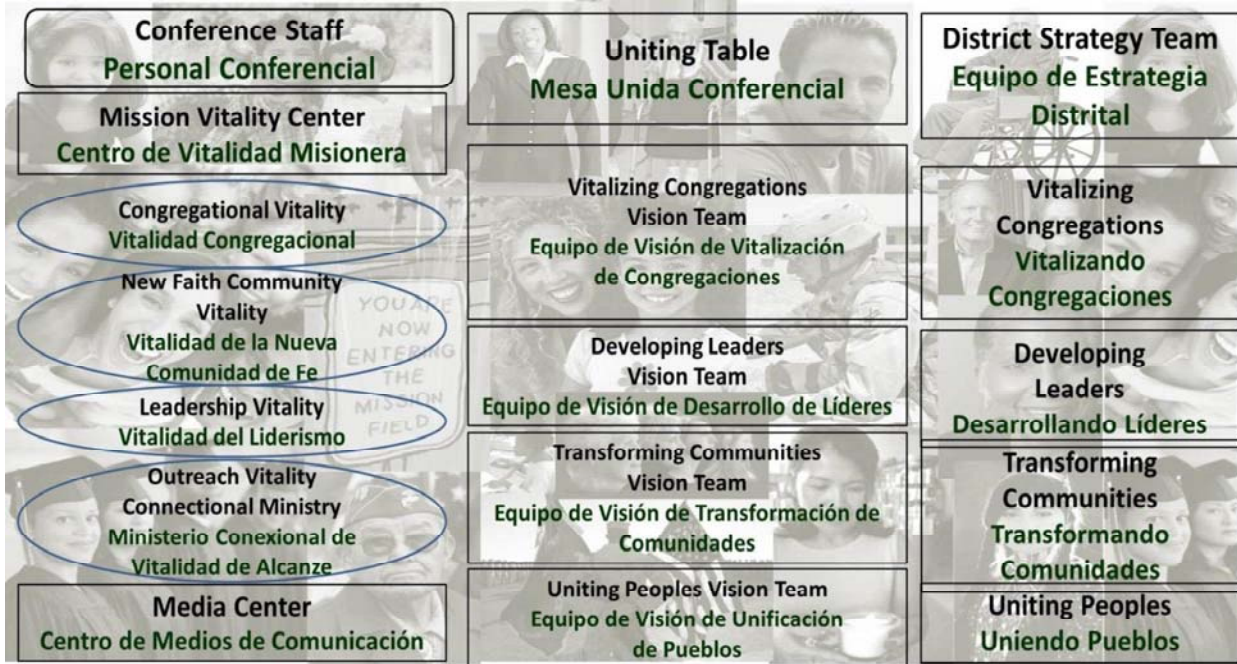 Conference Staff
Personal Conferencial
Mission Vitality Center
Centro de Vitalidad Misionera
Congregational Vitality
Vitalidad Congregacional
New Faith Community
Vitality
Vitalidad de la Nueva
Comunidad de Fe
Leadership Vitality
Vitalidad del Liderismo
Outreach Vitality
Connectional Ministry
Ministerio Conexional de
Vitalidad de Alcanze
Media Center
Centro de Medios de Comunicación
YOU ARE
NOW
ENTERING
THE
MISSION
FIELD
Uniting Table
Mesa Unida Conferencial
Vitalizing Congregations
Vision Team
Equipo de Visión de Vitalización
de Congregaciones
Developing Leaders
Vision Team
Equipo de Visión de Desarrollo de Líderes
Transforming Communities
Vision Team
Equipo de Visión de Transformación de
Comunidades
Uniting Peoples Vision Team
Equipo de Visión de Unificación
de Pueblos
District Strategy Team
Equipo de Estrategia
Distrital
Vitalizing
Congregations
Vitalizando
Congregaciones
Developing
Leaders
Desarrollando Líderes
Transforming
Communities
Transformando
Comunidades
Uniting Peoples
Uniendo Pueblos